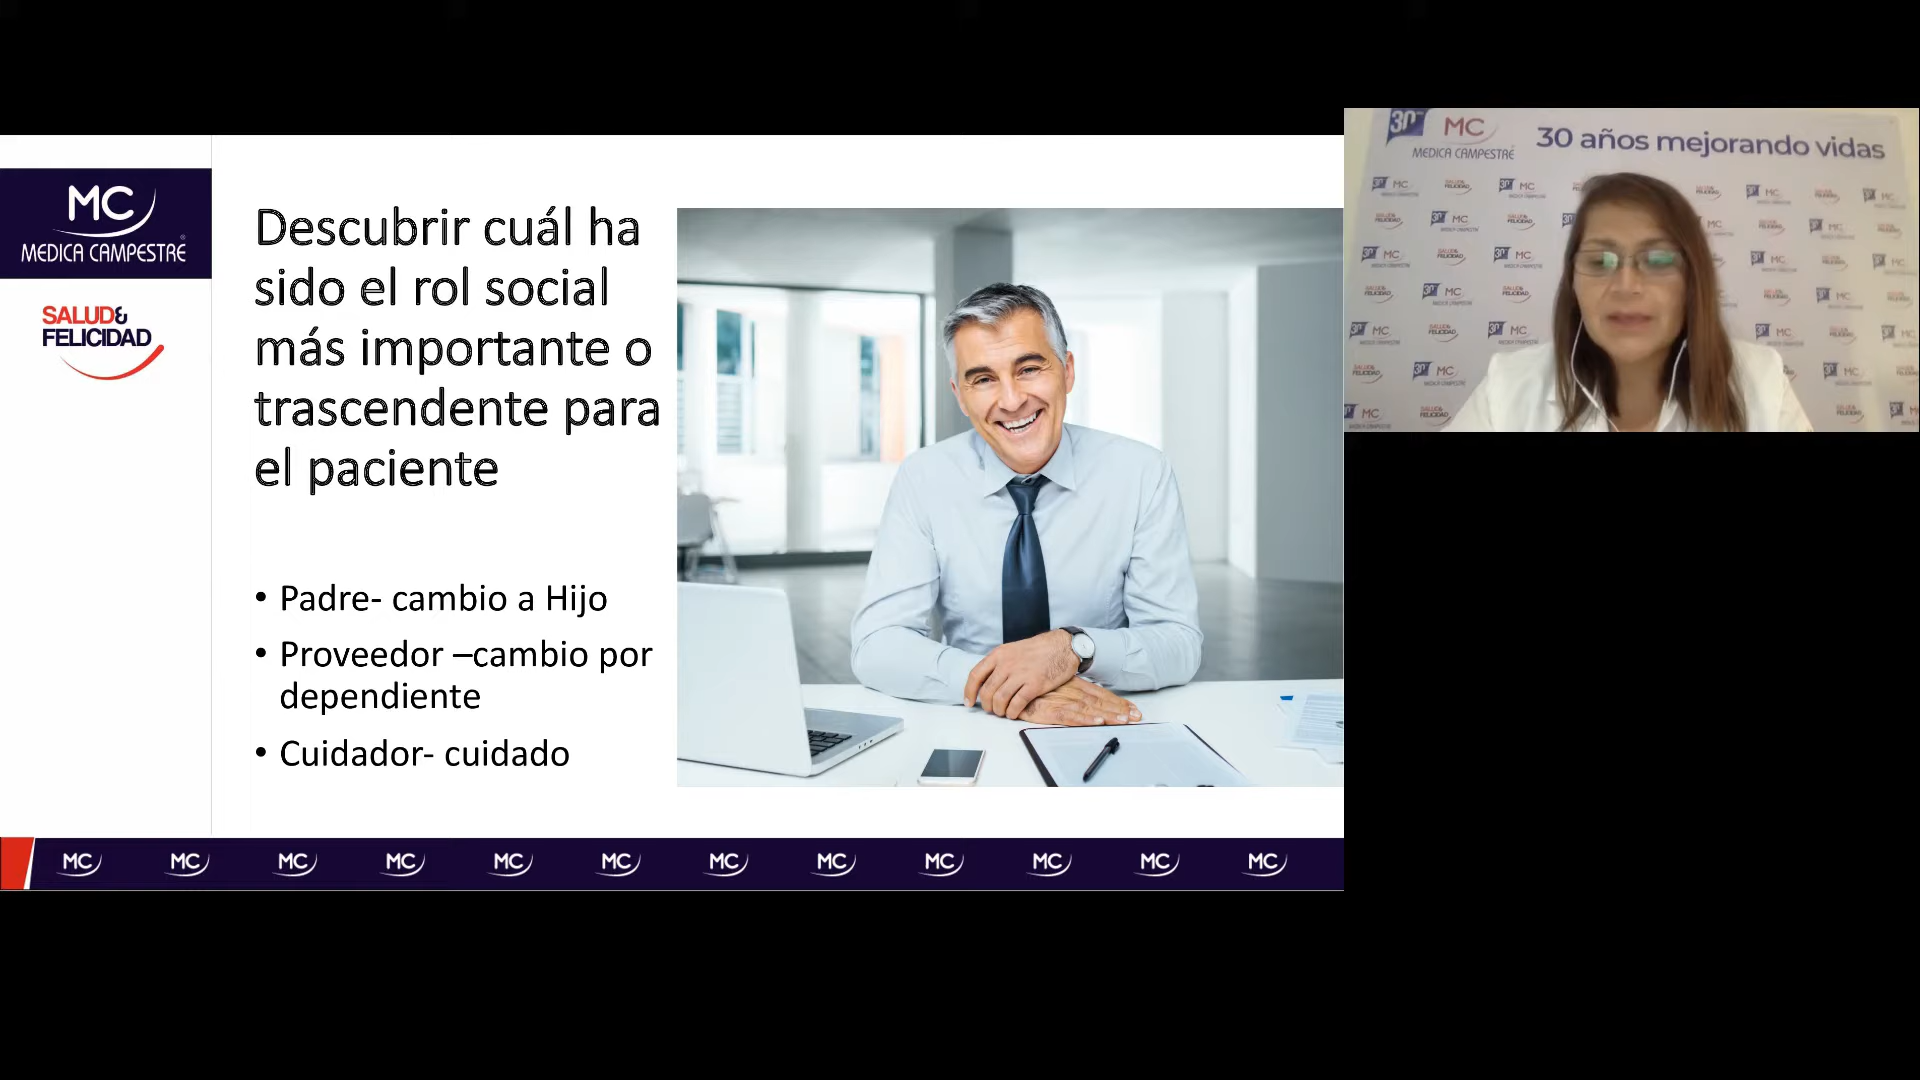 MC
MEDICA CAMPESTRE
SALUD&
FELICIDAD
Descubrir cuál ha
sido el rol social
más importante o
trascendente para
el paciente
• Padre- cambio a Hijo
• Proveedor –cambio por
dependiente
• Cuidador- cuidado
MC MC MC MC MC MC MC MC MC MC MC MC
30
MC
MEDICA CAMPESTRE
30 años mejorando vidas